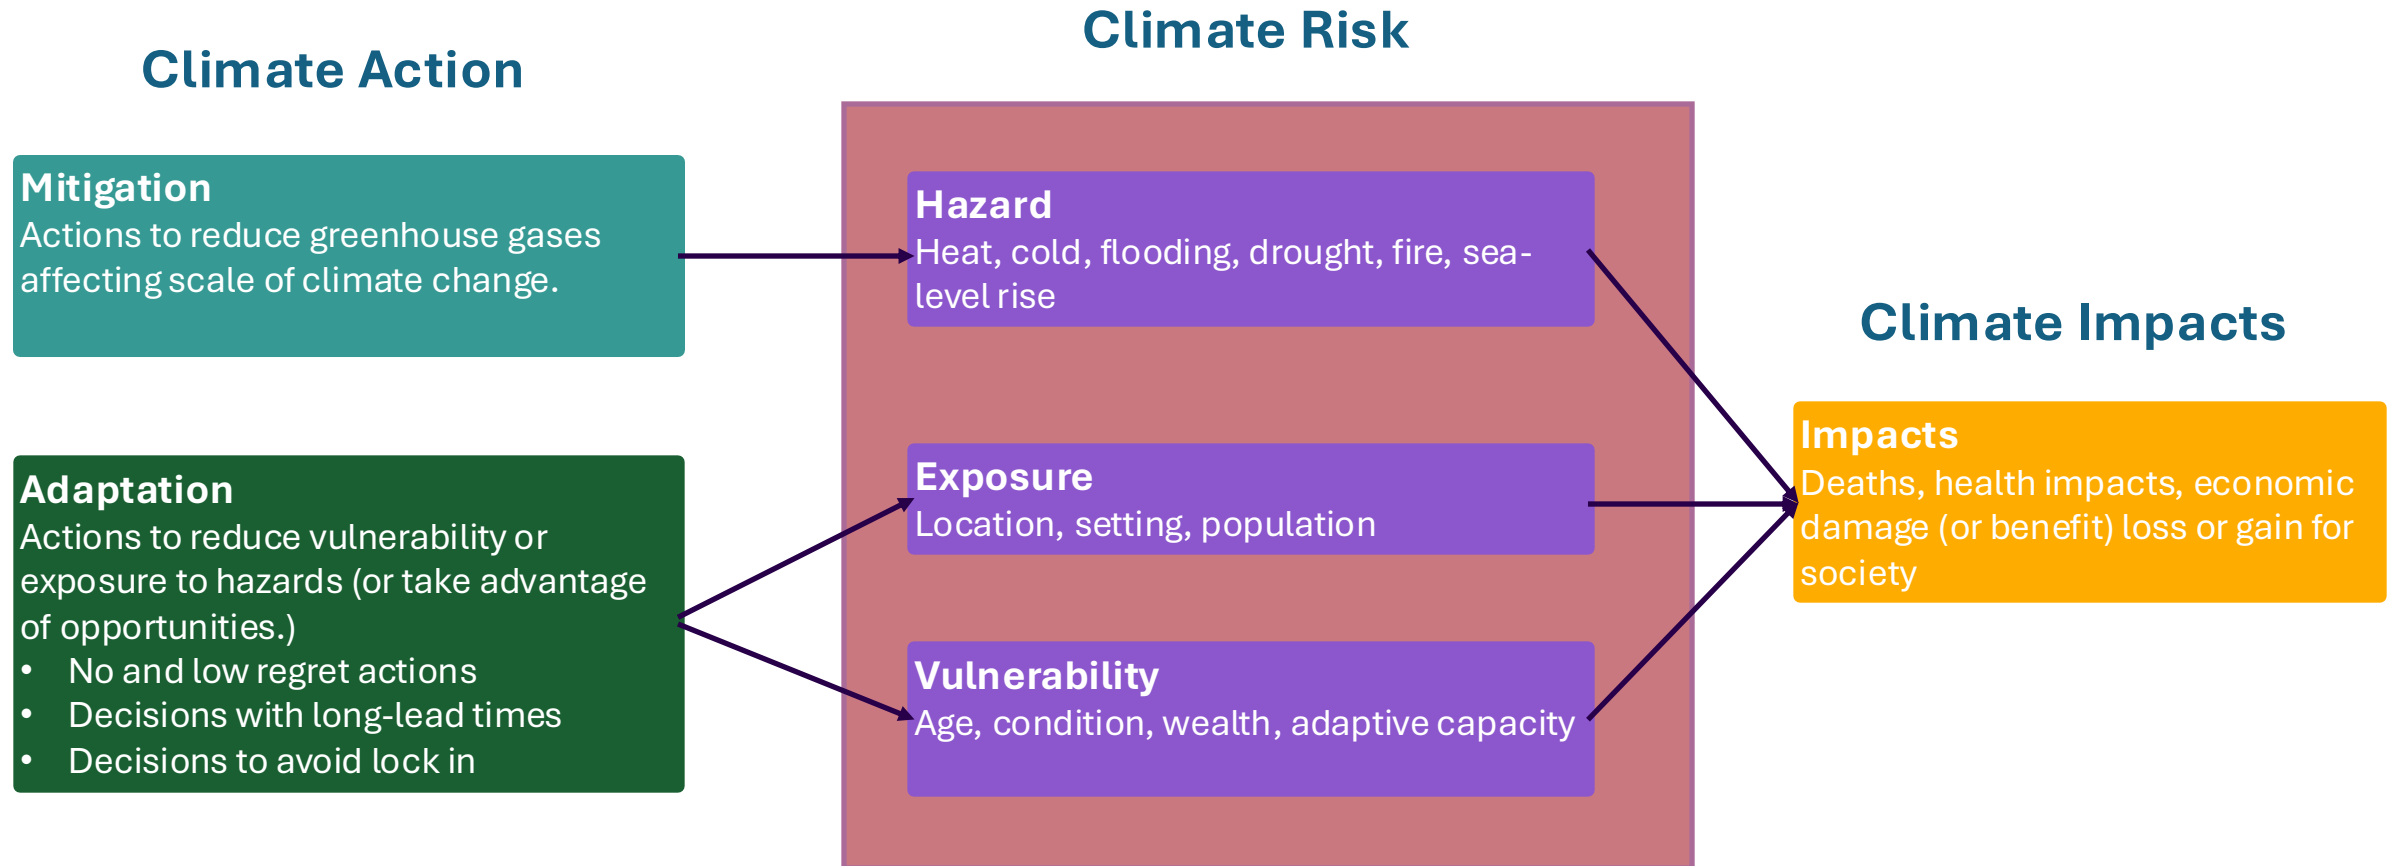 Climate Action
Mitigation
Actions to reduce greenhouse gases
affecting scale of climate change.
Adaptation
Actions to reduce vulnerability or
exposure to hazards (or take advantage
of opportunities.)
• No and low regret actions
• Decisions with long-lead times
• Decisions to avoid lock in
Climate Risk
Hazard
Heat, cold, flooding, drought, fire, sea-
level rise
Exposure
Location, setting, population
Vulnerability
Age, condition, wealth, adaptive capacity
Climate Impacts
Impacts
Deaths, health impacts, economic
damage (or benefit) loss or gain for
society